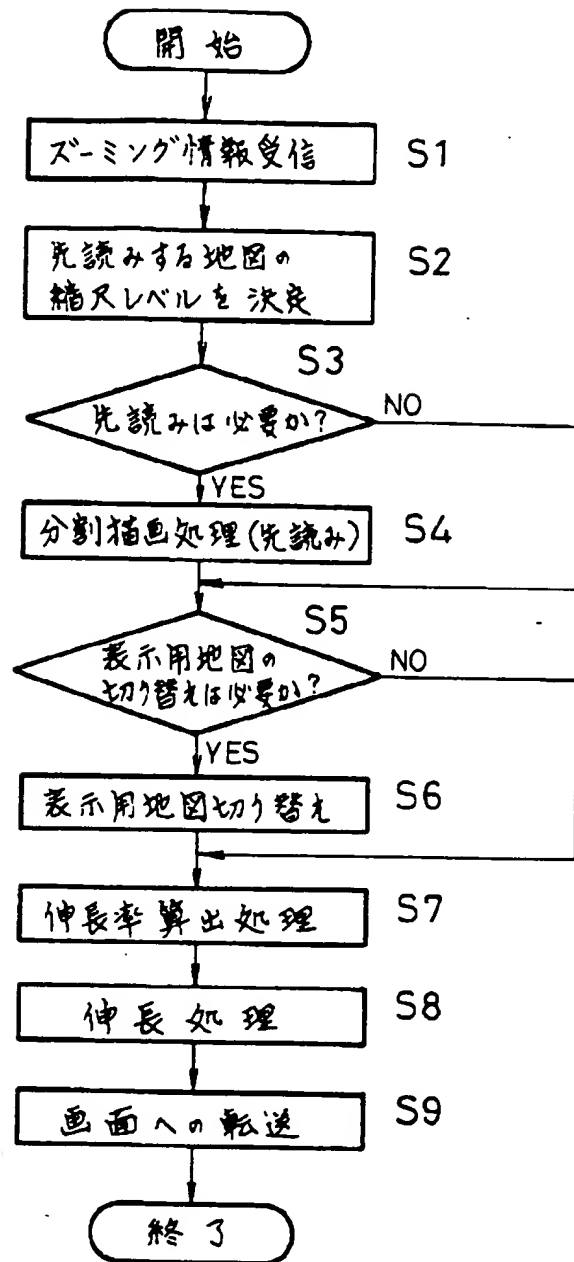 開始
ズーミング情報受信 S1
先読みする地図の S2
縮尺レベルを決定
S3
先読みは必要か? NO
YES
分割描画処理(先読み) S4
S5
表示用地図の NO
切り替えは必要か?
YES
表示用地図切り替え S6
伸長率算出処理 S7
伸長処理 S8
画面への転送 S9
終了